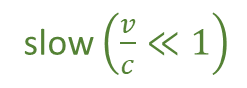 slow (v/c ≪ 1)